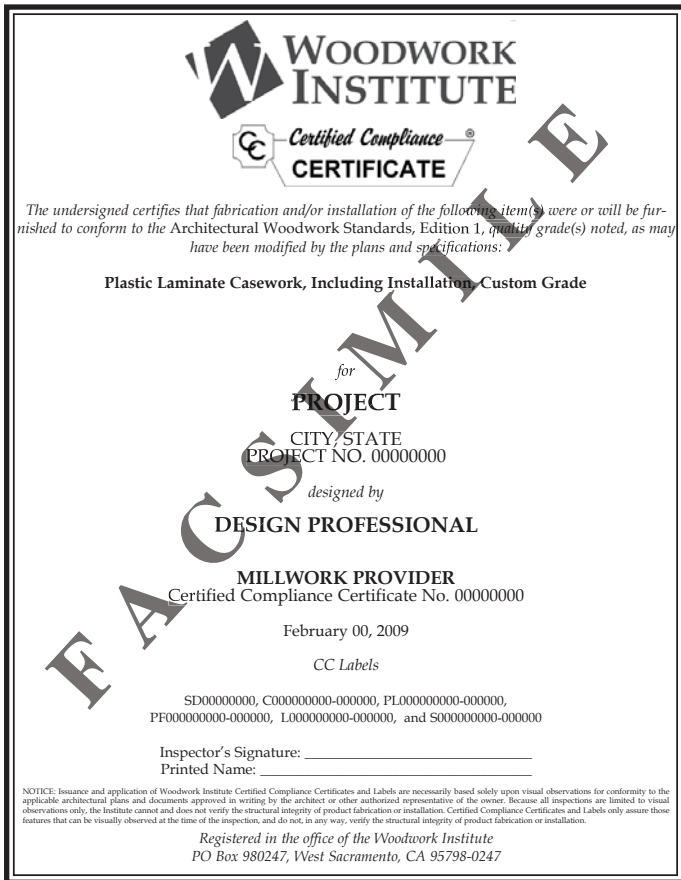 WOODWORK
INSTITUTE
CC Certified Compliance ®
CERTIFICATE
The undersigned certifies that fabrication and/or installation of the following item(s) were or will be fur-
nished to conform to the Architectural Woodwork Standards, Edition 1, quality grade(s) noted, as may
have been modified by the plans and specifications:
Plastic Laminate Casework, Including Installation, Custom Grade
for
PROJECT
CITY, STATE
PROJECT NO. 00000000
designed by
DESIGN PROFESSIONAL
MILLWORK PROVIDER
Certified Compliance Certificate No. 00000000
February 00, 2009
CC Labels
SD00000000, C000000000-000000, PL000000000-000000,
PF000000000-000000, L000000000-000000, and S000000000-000000
Inspector's Signature: ______________________________
Printed Name: ____________________________________
NOTICE: Issuance and application of Woodwork Institute Certified Compliance Certificates and Labels are necessarily based solely upon visual observations for conformity to the
applicable architectural plans and documents approved in writing by the architect or other authorized representative of the owner. Because all inspections are limited to visual
observations only, the Institute cannot and does not verify the structural integrity of product fabrication or installation. Certified Compliance Certificates and Labels only assure those
features that can be visually observed at the time of the inspection, and do not, in any way, verify the structural integrity of product fabrication or installation.
Registered in the office of the Woodwork Institute
PO Box 980247, West Sacramento, CA 95798-0247
FACSIMILE